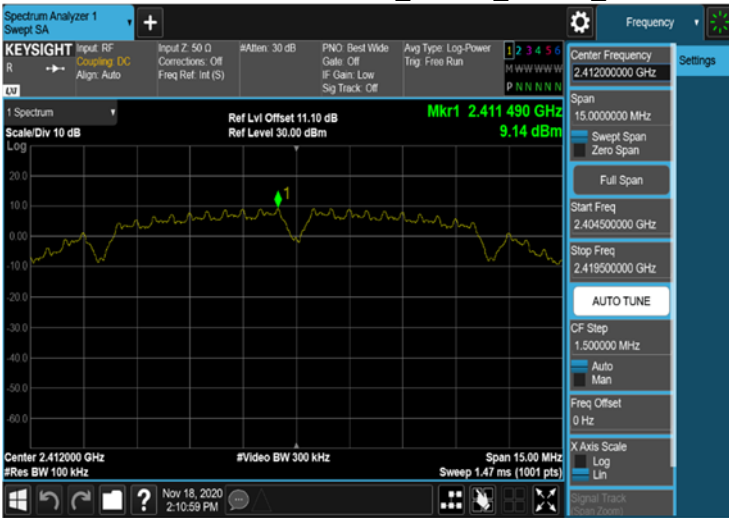 Spectrum Analyzer 1
Swept SA
+
Frequency
KEYSIGHT
R
Input: RF
Coupling: DC
Align: Auto
Input Z: 50 Ω
Corrections: Off
Freq Ref: Int (S)
#Atten: 30 dB
PNO: Best Wide
Gate: Off
IF Gain: Low
Sig Track: Off
Avg Type: Log-Power
Trig: Free Run
1 2 3 4 5 6
M W W W W W
P N N N N N
LXI
1 Spectrum
Scale/Div 10 dB
Log
Ref Lvl Offset 11.10 dB
Ref Level 30.00 dBm
Mkr1 2.411 490 GHz
9.14 dBm
1
20.0
10.0
0.00
-10.0
-20.0
-30.0
-40.0
-50.0
-60.0
Center 2.412000 GHz
#Res BW 100 kHz
#Video BW 300 kHz
Span 15.00 MHz
Sweep 1.47 ms (1001 pts)
?
Nov 18, 2020
2:10:59 PM
Center Frequency
2.412000000 GHz
Settings
Span
15.0000000 MHz
Swept Span
Zero Span
Full Span
Start Freq
2.404500000 GHz
Stop Freq
2.419500000 GHz
AUTO TUNE
CF Step
1.500000 MHz
Auto
Man
Freq Offset
0 Hz
X Axis Scale
Log
Lin
Signal Track
(Span Zoom)